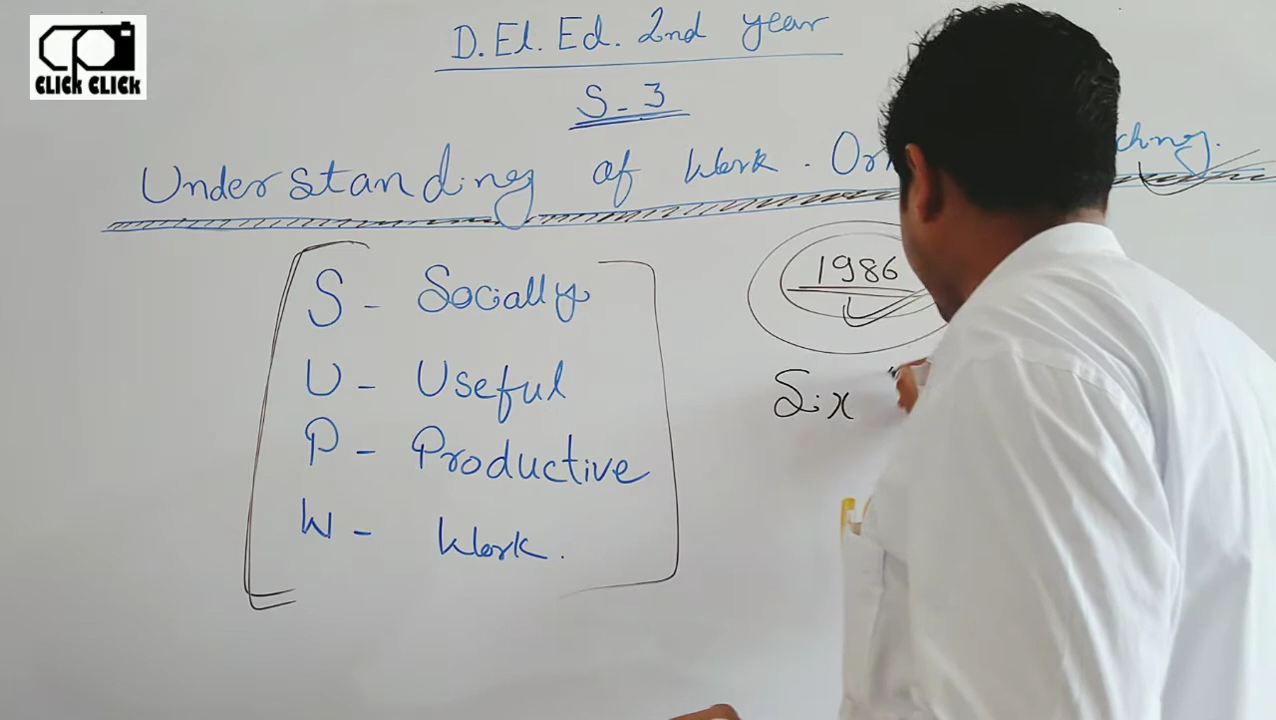 CLICK CLICK
D.El.Ed. 2nd year
S-3
Understanding of Work.
S - Socially
U - Useful
P - Productive
W - Work.
1986
Six